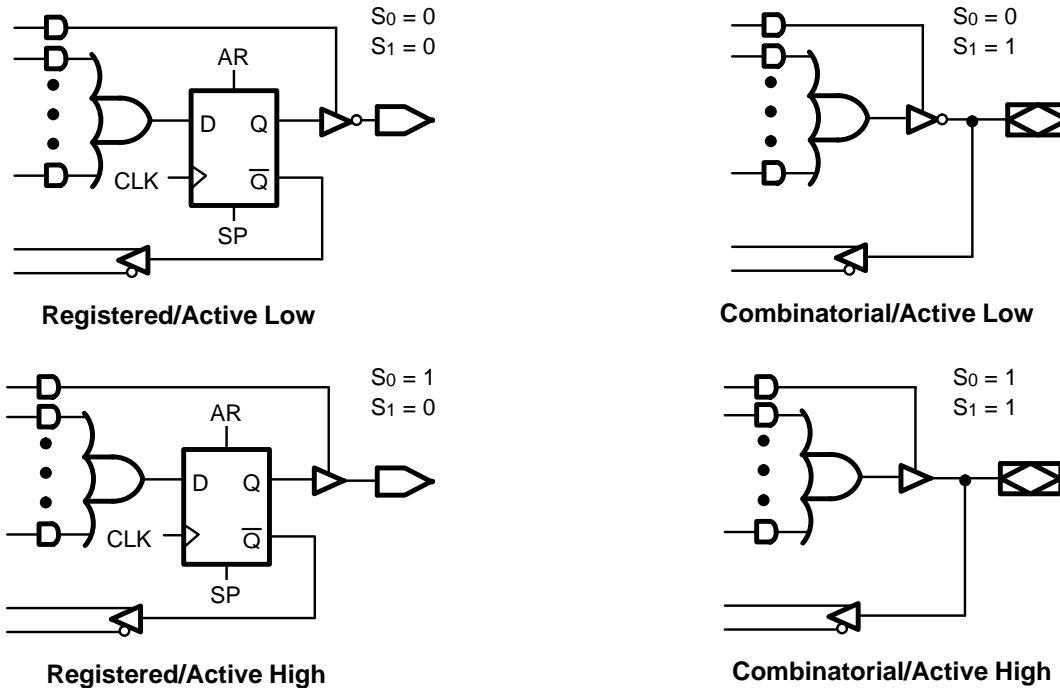 S0 = 0
S1 = 0
AR
D Q
CLK Q̅
SP
Registered/Active Low
S0 = 0
S1 = 1
Combinatorial/Active Low
S0 = 1
S1 = 0
AR
D Q
CLK Q̅
SP
Registered/Active High
S0 = 1
S1 = 1
Combinatorial/Active High